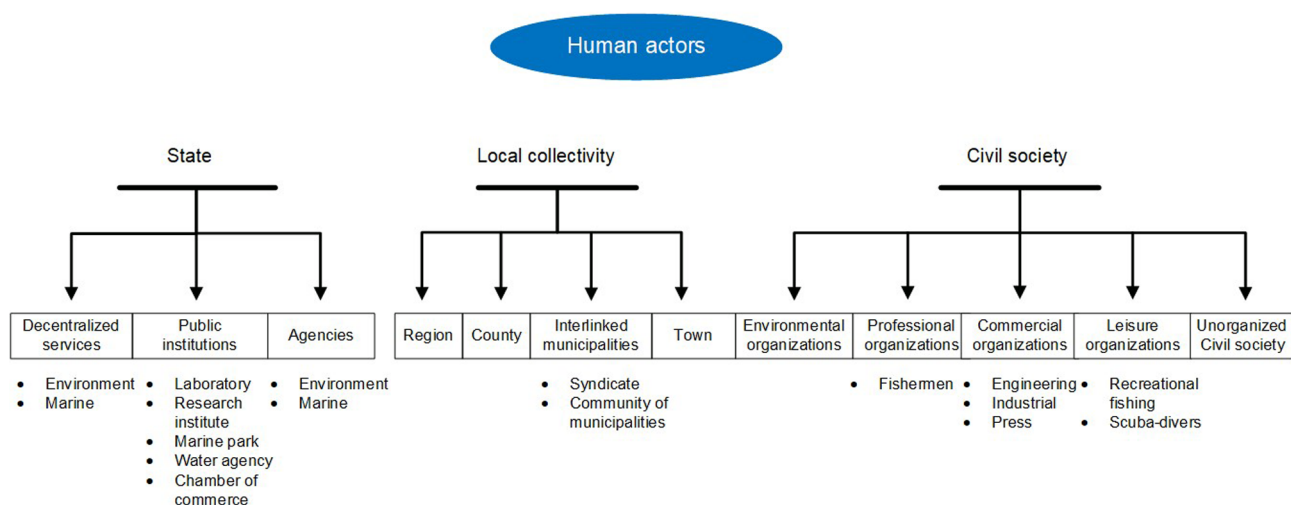 Human actors
State
Local collectivity
Civil society
Decentralized
services
Public
institutions
Agencies
Region
County
Interlinked
municipalities
Town
Environmental
organizations
Professional
organizations
Commercial
organizations
Leisure
organizations
Unorganized
Civil society
• Environment
• Marine
• Laboratory
• Research
institute
• Marine park
• Water agency
• Chamber of
commerce
• Environment
• Marine
• Syndicate
• Community of
municipalities
• Fishermen
• Engineering
• Industrial
• Press
• Recreational
fishing
• Scuba-divers